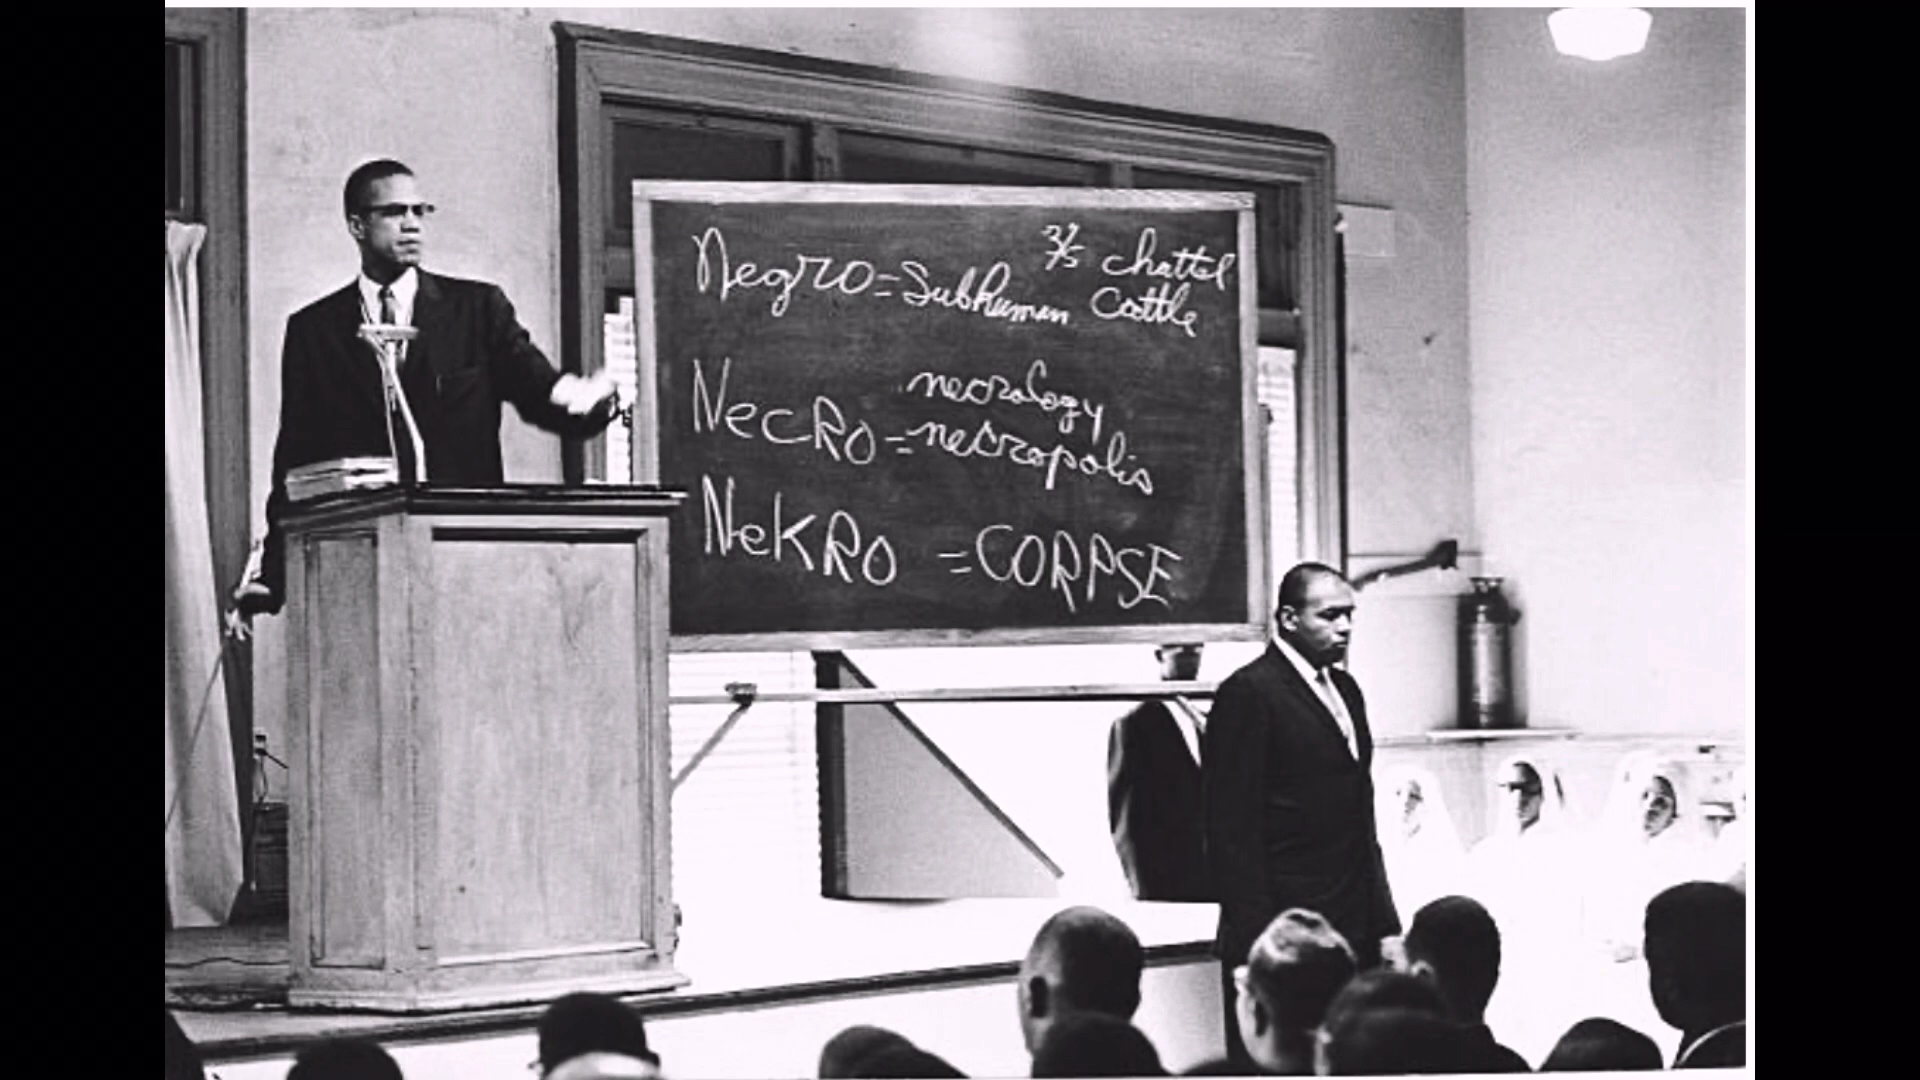 Negro = Subhuman 3/5 chattel
cattle
necrology
NecRo = necropolis
NekRo = CORPSE